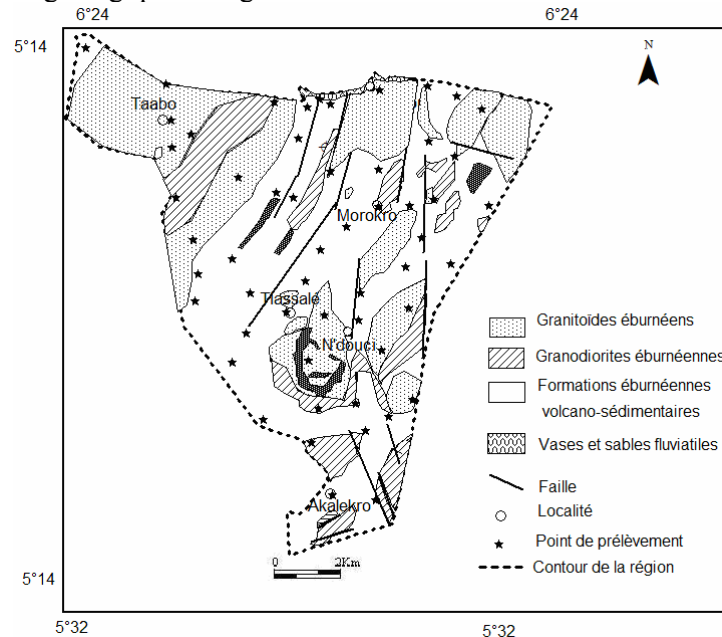 6°24
6°24
5°14
N
Taabo
Morokro
Tiassalé
N'douci
Akalekro
Granitoïdes éburnéens
Granodiorites éburnéennes
Formations éburnéennes
volcano-sédimentaires
Vases et sables fluviatiles
Faille
Localité
Point de prélèvement
Contour de la région
2Km
5°14
5°32
5°32